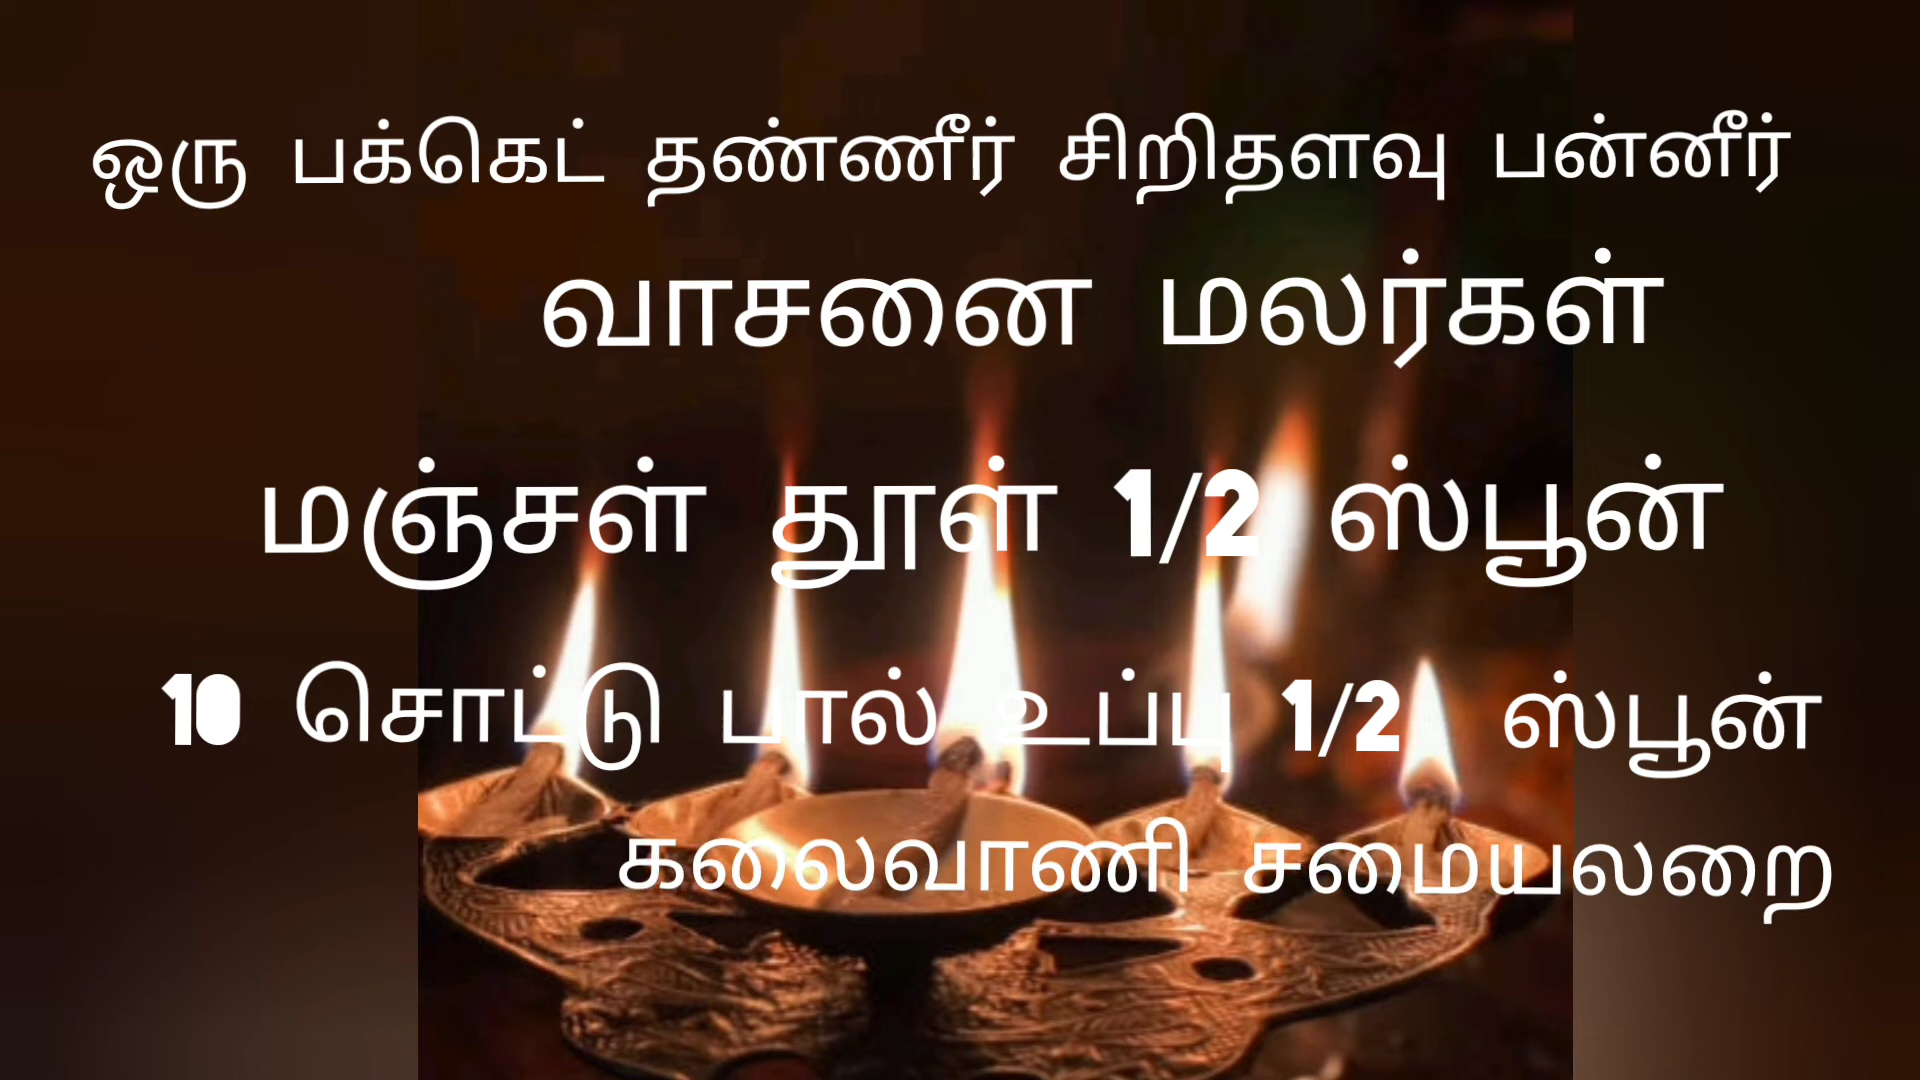 ஒரு பக்கெட் தண்ணீர் சிறிதளவு பன்னீர்
வாசனை மலர்கள்
மஞ்சள் தூள் 1/2 ஸ்பூன்
10 சொட்டு பால் உப்பு 1/2 ஸ்பூன்
கலைவாணி சமையலறை